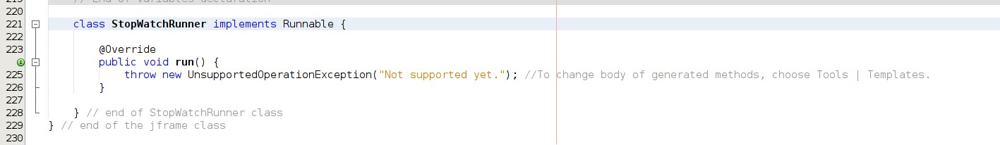 // End of variables declaration
220
221 class StopWatchRunner implements Runnable {
222
223 @Override
public void run() {
225 throw new UnsupportedOperationException("Not supported yet."); //To change body of generated methods, choose Tools | Templates.
226 }
227
228 } // end of StopWatchRunner class
229 } // end of the jframe class
230